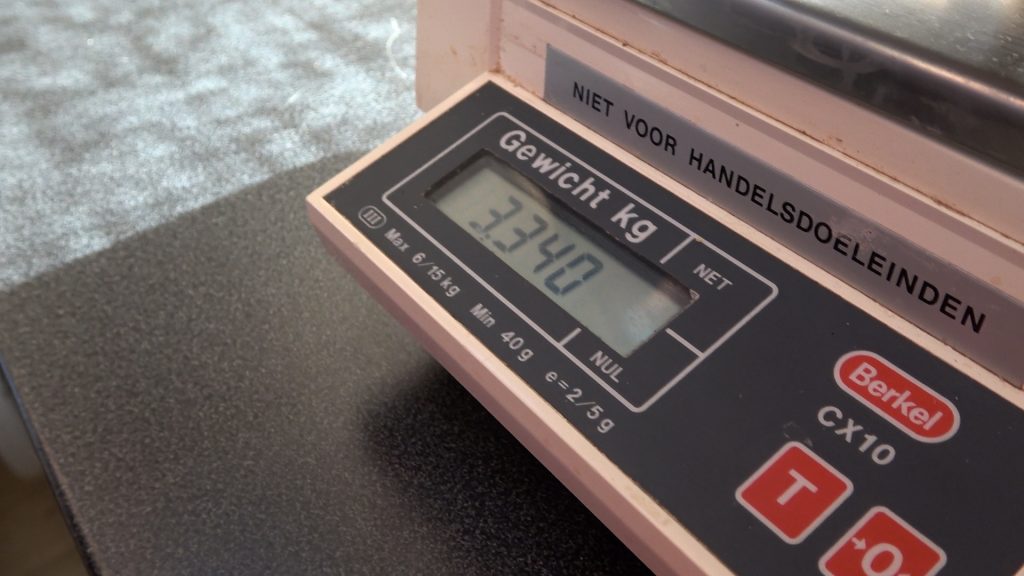 NIET VOOR HANDELSDOELEINDEN
Gewicht kg
3.340
NET
NUL
III
Max 6/15 kg Min 40 g e=2/5 g
Berkel
CX10
T
→0